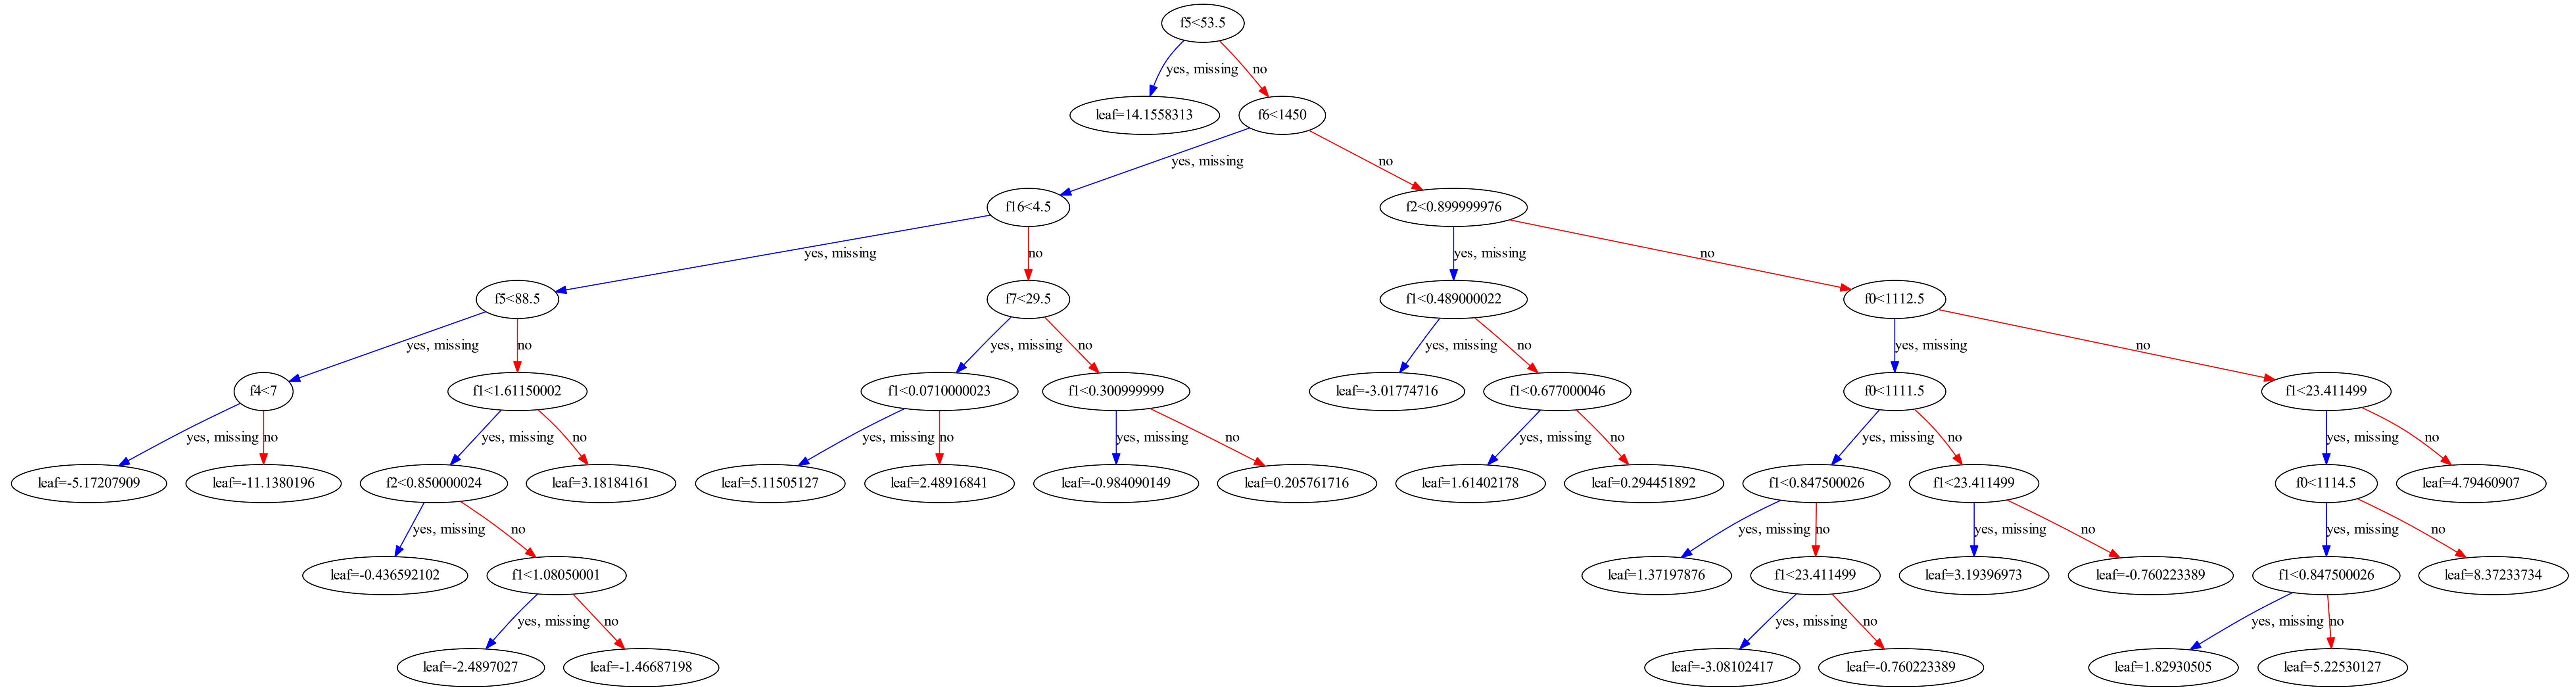 f5<53.5
yes, missing
no
leaf=14.1558313
f6<1450
yes, missing
no
f16<4.5
f2<0.899999976
yes, missing
no
yes, missing
no
f5<88.5
f7<29.5
f1<0.489000022
f0<1112.5
yes, missing
no
yes, missing
no
yes, missing
no
yes, missing
no
f4<7
f1<1.61150002
f1<0.0710000023
f1<0.300999999
leaf=-3.01774716
f1<0.677000046
f0<1111.5
f1<23.411499
yes, missing
no
yes, missing
no
yes, missing
no
yes, missing
no
yes, missing
no
yes, missing
no
yes, missing
no
leaf=-5.17207909
leaf=-11.1380196
f2<0.850000024
leaf=3.18184161
leaf=5.11505127
leaf=2.48916841
leaf=-0.984090149
leaf=0.205761716
leaf=1.61402178
leaf=0.294451892
f1<0.847500026
f1<23.411499
f0<1114.5
leaf=4.79460907
yes, missing
no
yes, missing
no
yes, missing
no
yes, missing
no
leaf=-0.436592102
f1<1.08050001
leaf=1.37197876
f1<23.411499
leaf=3.19396973
leaf=-0.760223389
f1<0.847500026
leaf=8.37233734
yes, missing
no
yes, missing
no
yes, missing
no
leaf=-2.4897027
leaf=-1.46687198
leaf=-3.08102417
leaf=-0.760223389
leaf=1.82930505
leaf=5.22530127